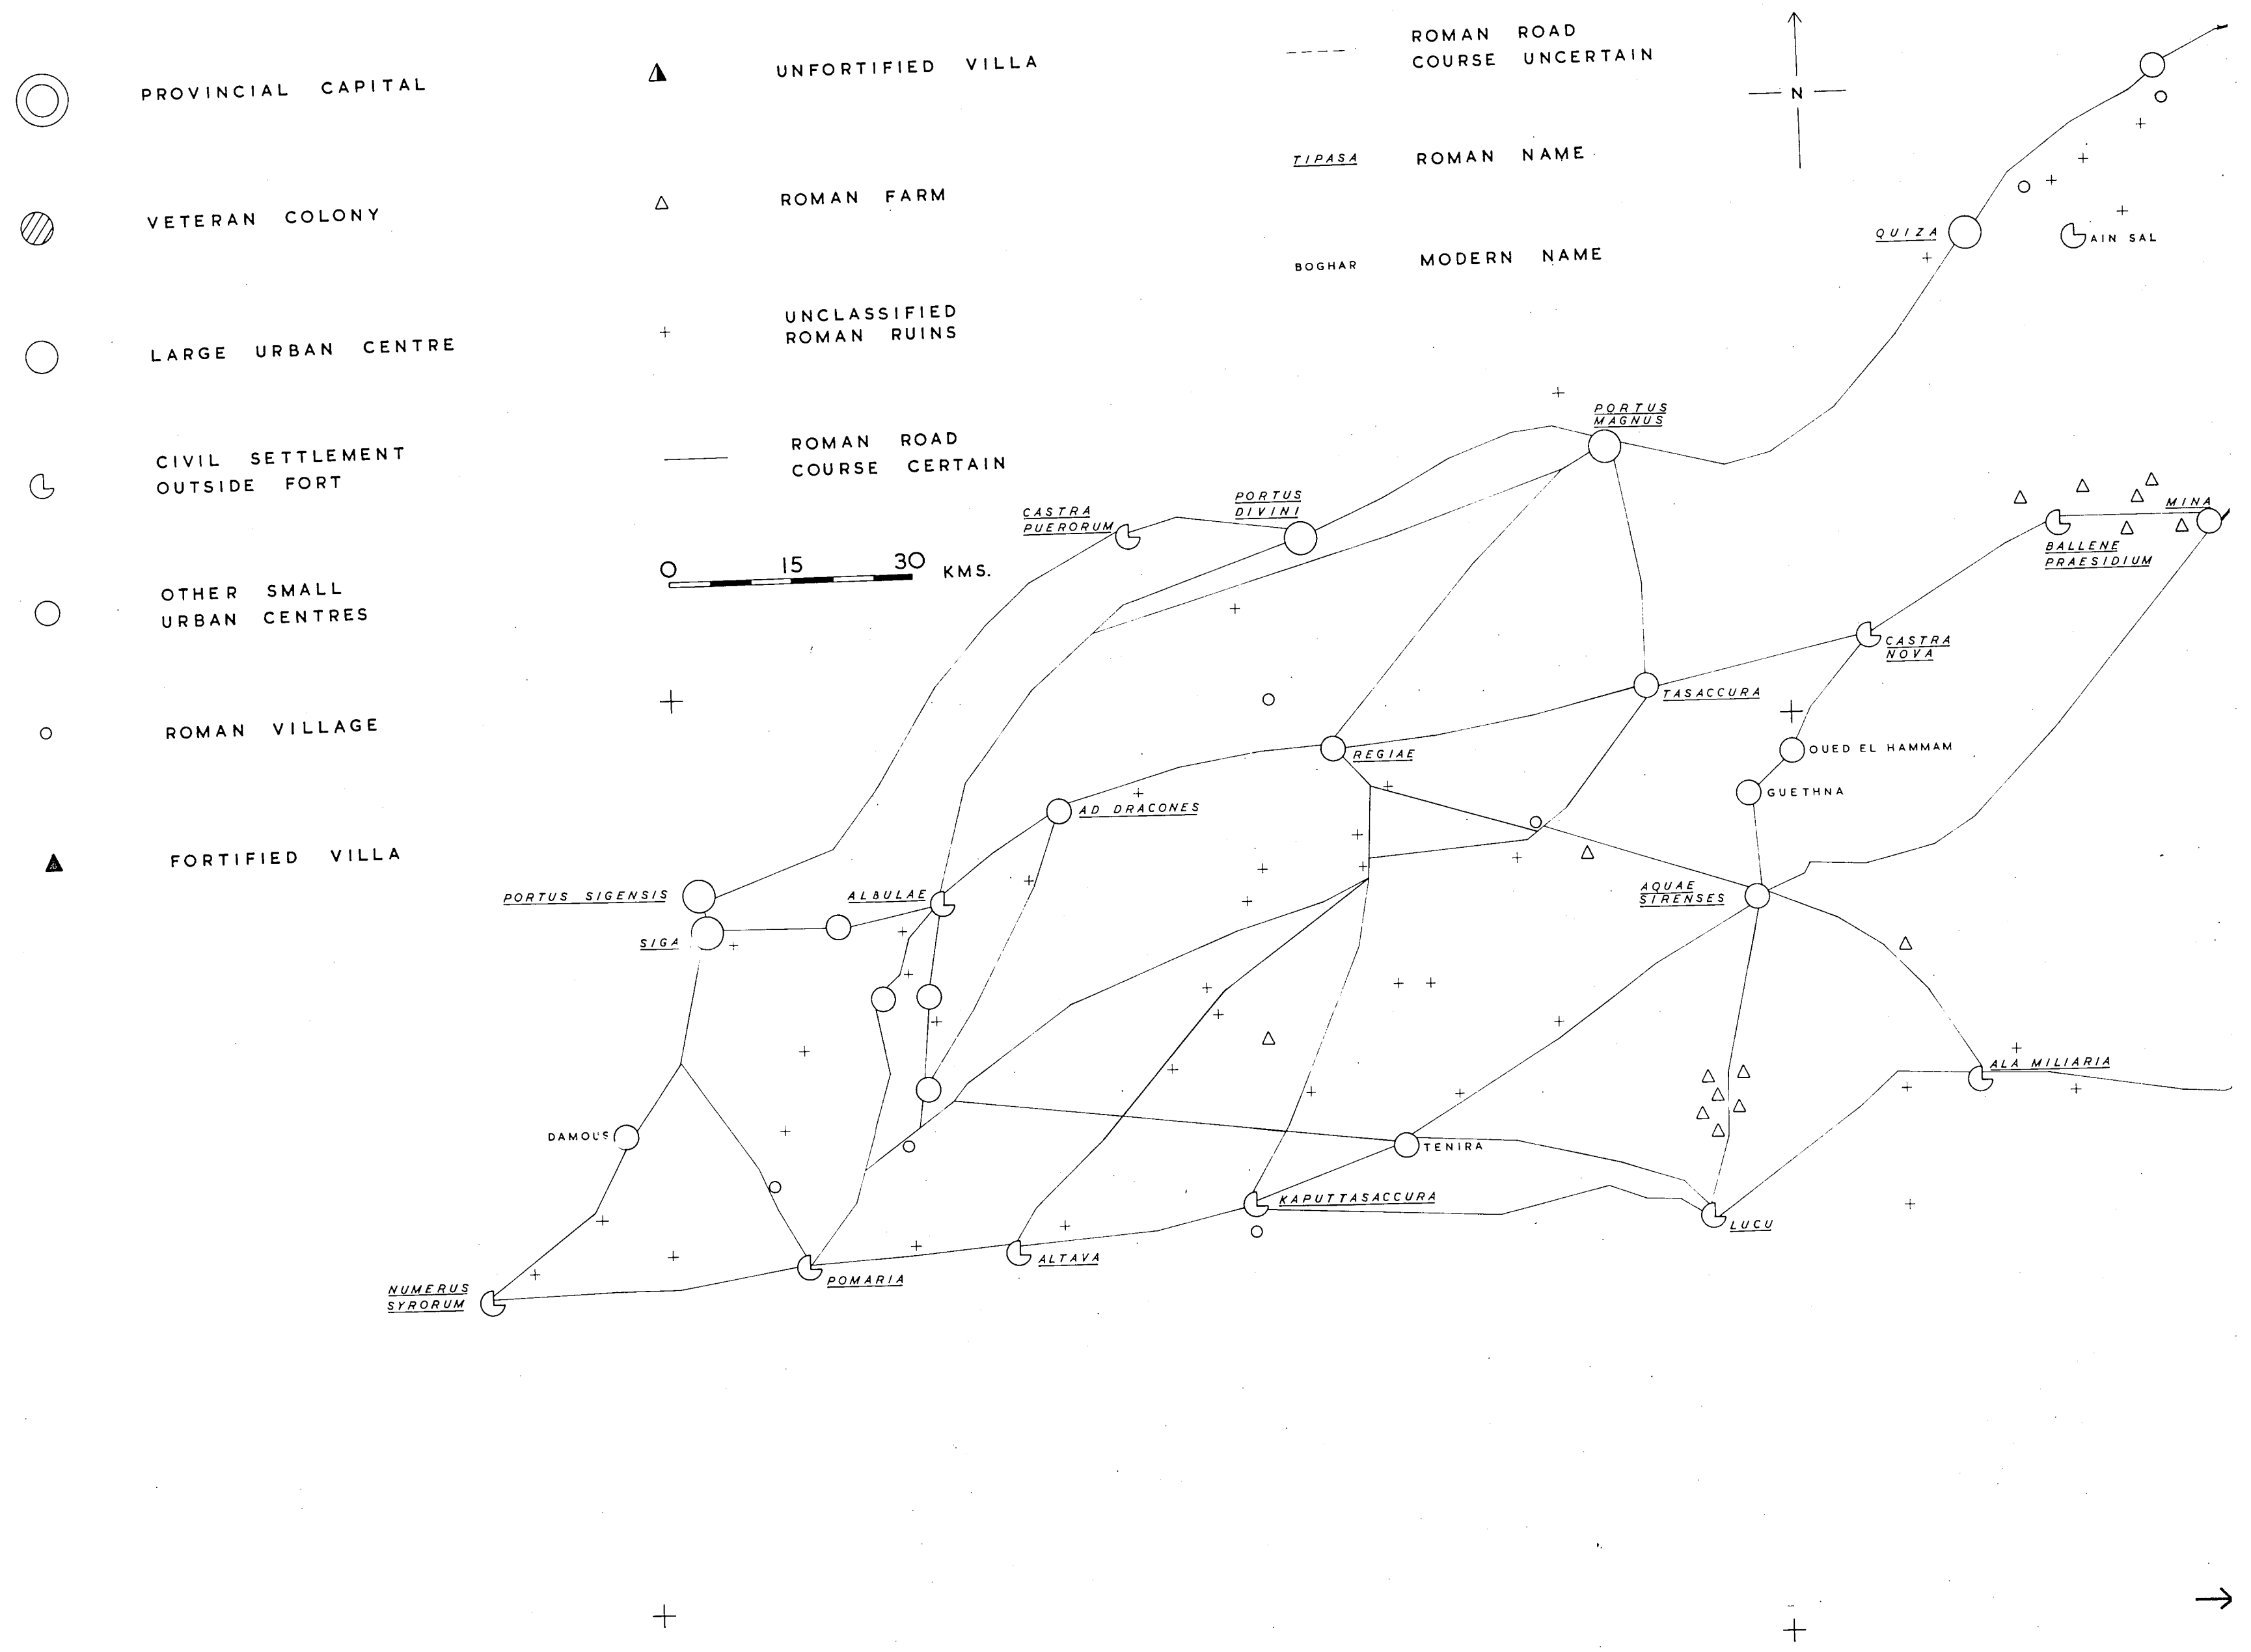 PROVINCIAL CAPITAL
VETERAN COLONY
LARGE URBAN CENTRE
CIVIL SETTLEMENT
OUTSIDE FORT
OTHER SMALL
URBAN CENTRES
ROMAN VILLAGE
FORTIFIED VILLA
UNFORTIFIED VILLA
ROMAN FARM
UNCLASSIFIED
ROMAN RUINS
ROMAN ROAD
COURSE CERTAIN
0 15 30 KMS.
ROMAN ROAD
COURSE UNCERTAIN
TIPASA ROMAN NAME
BOGHAR MODERN NAME
N
QUIZA
AIN SAL
PORTUS
MAGNUS
CASTRA
PUERORUM
PORTUS
DIVINI
MINA
BALLENE
PRAESIDIUM
CASTRA
NOVA
TASACCURA
REGIAE
OUED EL HAMMAM
GUETHNA
AD DRACONES
PORTUS SIGENSIS
ALBULAE
AQUAE
SIRENSES
SIGA
ALA MILIARIA
DAMOUS
TENIRA
KAPUTTASACCURA
LUCU
ALTAVA
POMARIA
NUMERUS
SYRORUM